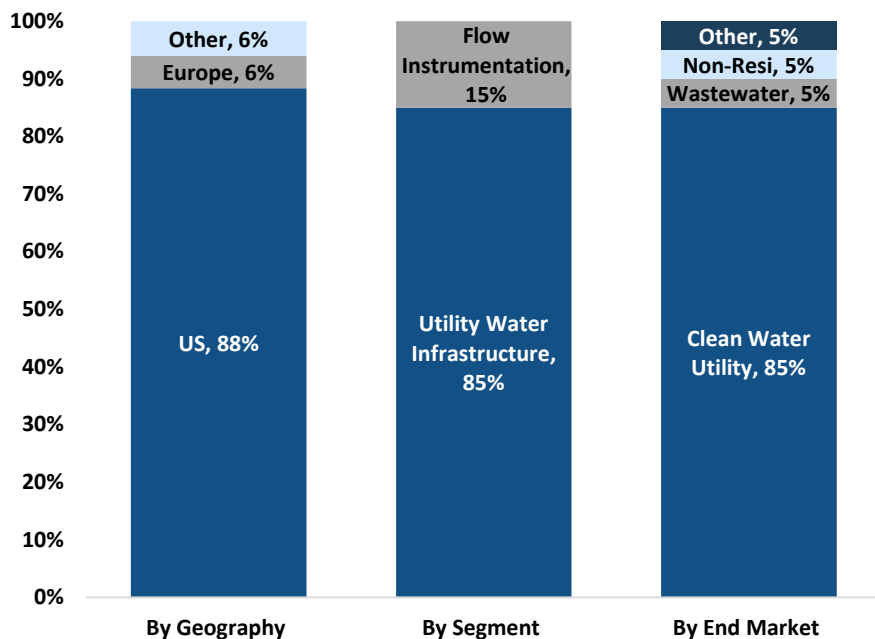 100%
90%
80%
70%
60%
50%
40%
30%
20%
10%
0%
Other, 6%
Europe, 6%
US, 88%
By Geography
Flow
Instrumentation,
15%
Utility Water
Infrastructure,
85%
By Segment
Other, 5%
Non-Resi, 5%
Wastewater, 5%
Clean Water
Utility, 85%
By End Market